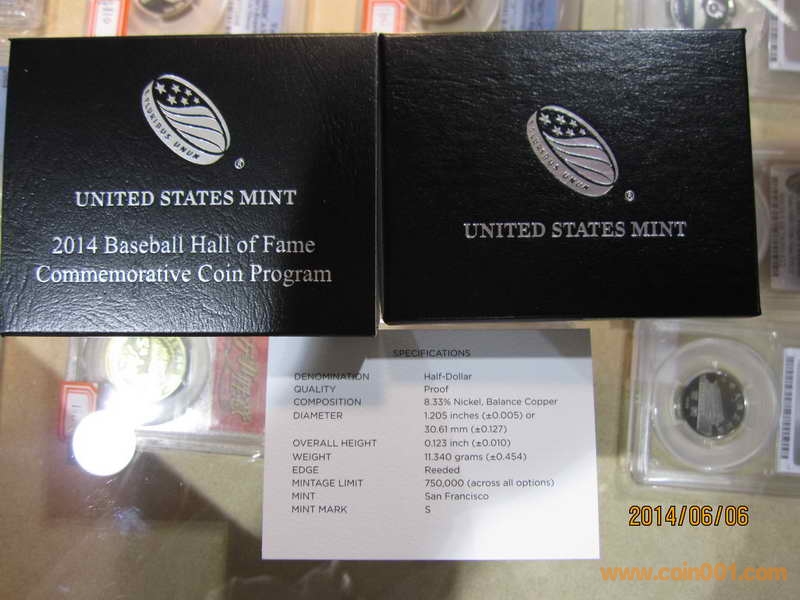 E PLURIBUS UNUM
®
UNITED STATES MINT
2014 Baseball Hall of Fame
Commemorative Coin Program
E PLURIBUS UNUM
®
UNITED STATES MINT
SPECIFICATIONS
DENOMINATION Half-Dollar
QUALITY Proof
COMPOSITION 8.33% Nickel, Balance Copper
DIAMETER 1.205 inches (±0.005) or
30.61 mm (±0.127)
OVERALL HEIGHT 0.123 inch (±0.010)
WEIGHT 11.340 grams (±0.454)
EDGE Reeded
MINTAGE LIMIT 750,000 (across all options)
MINT San Francisco
MINT MARK S
2014/06/06
www.coin001.com